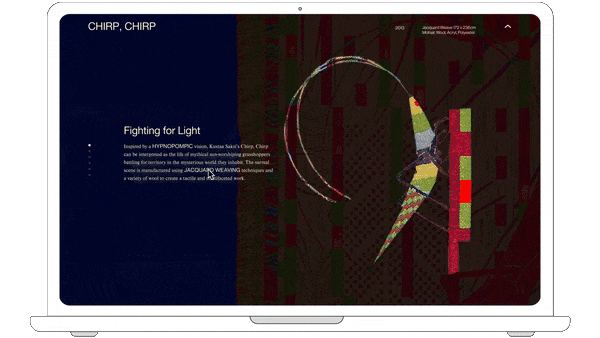 CHIRP, CHIRP
2012
Jacquard Weave 172 x 236cm
Mohair, Wool, Acryl, Polyester
Fighting for Light
Inspired by a HYPNOPOMPIC vision, Kustaa Saksi's Chirp, Chirp
can be interpreted as the life of mythical sun-worshiping grasshoppers
battling for territory in the mysterious world they inhabit. The surreal
scene is manufactured using JACQUARD WEAVING techniques and
a variety of wool to create a tactile and multifaceted work.